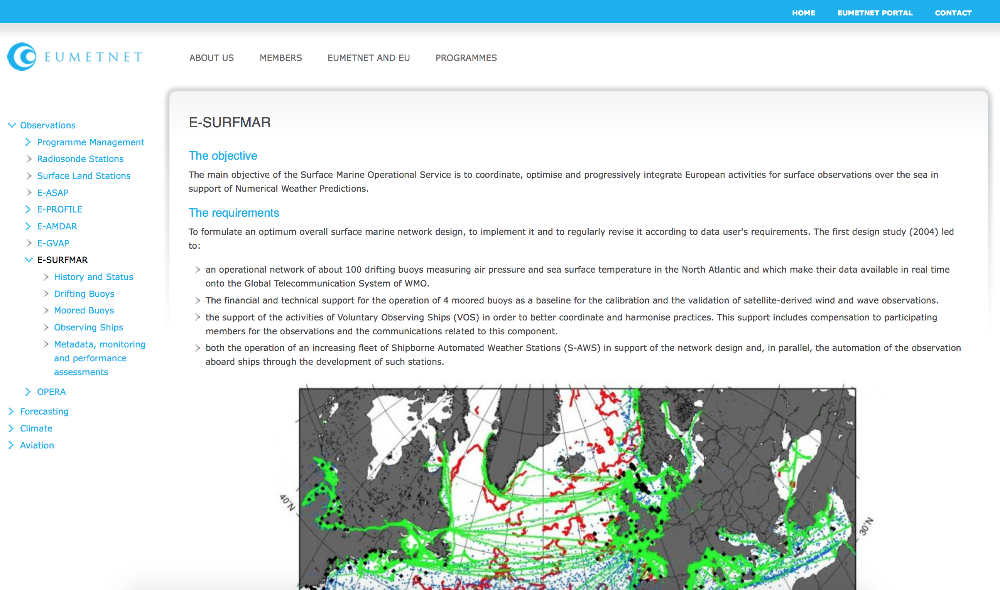 HOME EUMETNET PORTAL CONTACT
EUMETNET
ABOUT US MEMBERS EUMETNET AND EU PROGRAMMES
Observations
Programme Management
Radiosonde Stations
Surface Land Stations
E-ASAP
E-PROFILE
E-AMDAR
E-GVAP
E-SURFMAR
History and Status
Drifting Buoys
Moored Buoys
Observing Ships
Metadata, monitoring
and performance
assessments
OPERA
Forecasting
Climate
Aviation
E-SURFMAR
The objective
The main objective of the Surface Marine Operational Service is to coordinate, optimise and progressively integrate European activities for surface observations over the sea in
support of Numerical Weather Predictions.
The requirements
To formulate an optimum overall surface marine network design, to implement it and to regularly revise it according to data user's requirements. The first design study (2004) led
to:
an operational network of about 100 drifting buoys measuring air pressure and sea surface temperature in the North Atlantic and which make their data available in real time
onto the Global Telecommunication System of WMO.
The financial and technical support for the operation of 4 moored buoys as a baseline for the calibration and the validation of satellite-derived wind and wave observations.
the support of the activities of Voluntary Observing Ships (VOS) in order to better coordinate and harmonise practices. This support includes compensation to participating
members for the observations and the communications related to this component.
both the operation of an increasing fleet of Shipborne Automated Weather Stations (S-AWS) in support of the network design and, in parallel, the automation of the observation
aboard ships through the development of such stations.
40°N
30°N